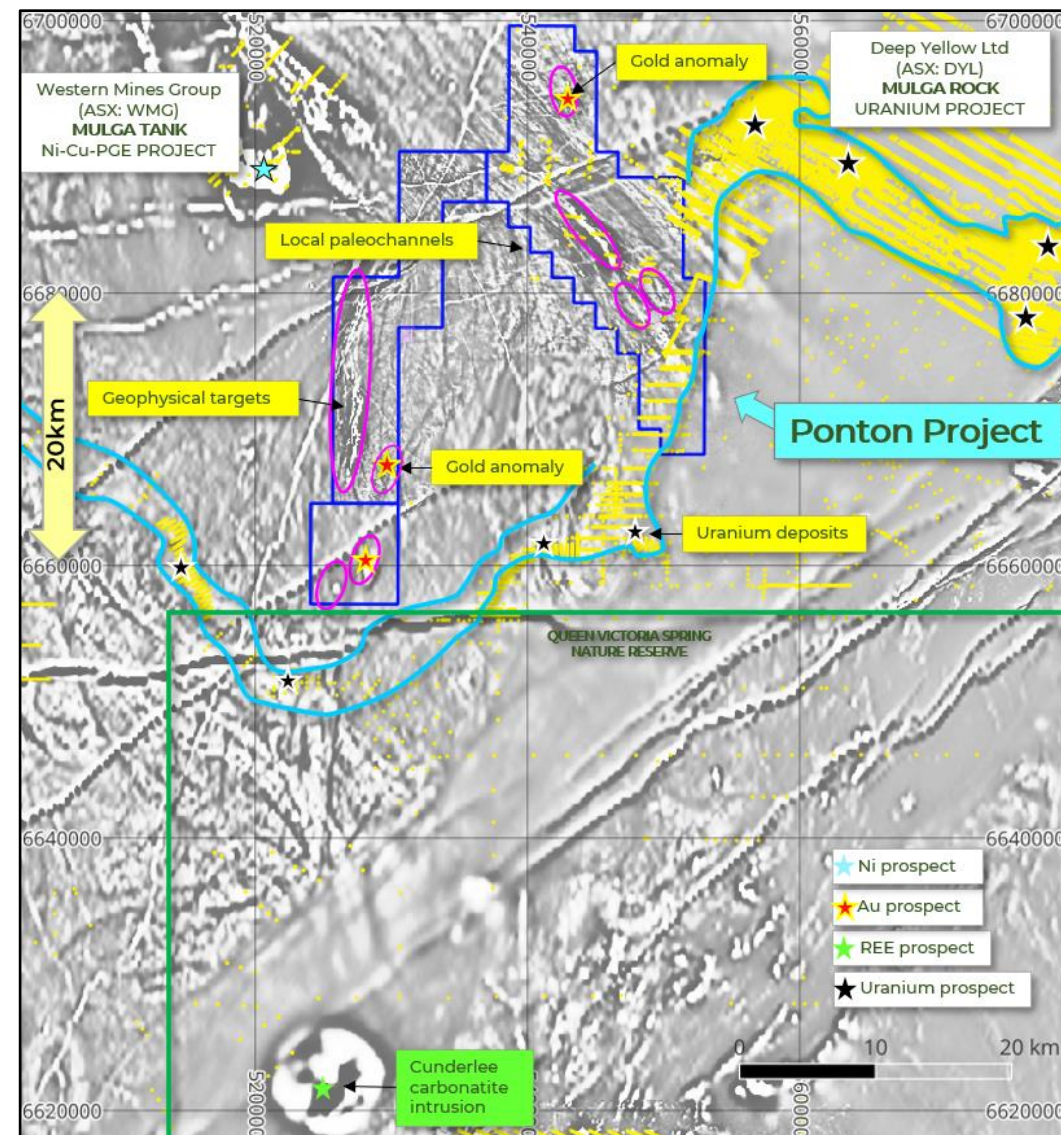 6700000
520000
540000
560000
6700000
Western Mines Group
(ASX: WMG)
MULGA TANK
Ni-Cu-PGE PROJECT
Gold anomaly
Deep Yellow Ltd
(ASX: DYL)
MULGA ROCK
URANIUM PROJECT
Local paleochannels
6680000
6680000
20km
Geophysical targets
Ponton Project
Gold anomaly
Uranium deposits
6660000
6660000
QUEEN VICTORIA SPRING
NATURE RESERVE
6640000
6640000
Ni prospect
Au prospect
REE prospect
Uranium prospect
0
10
20 km
Cunderlee
carbonatite
intrusion
6620000
520000
6620000